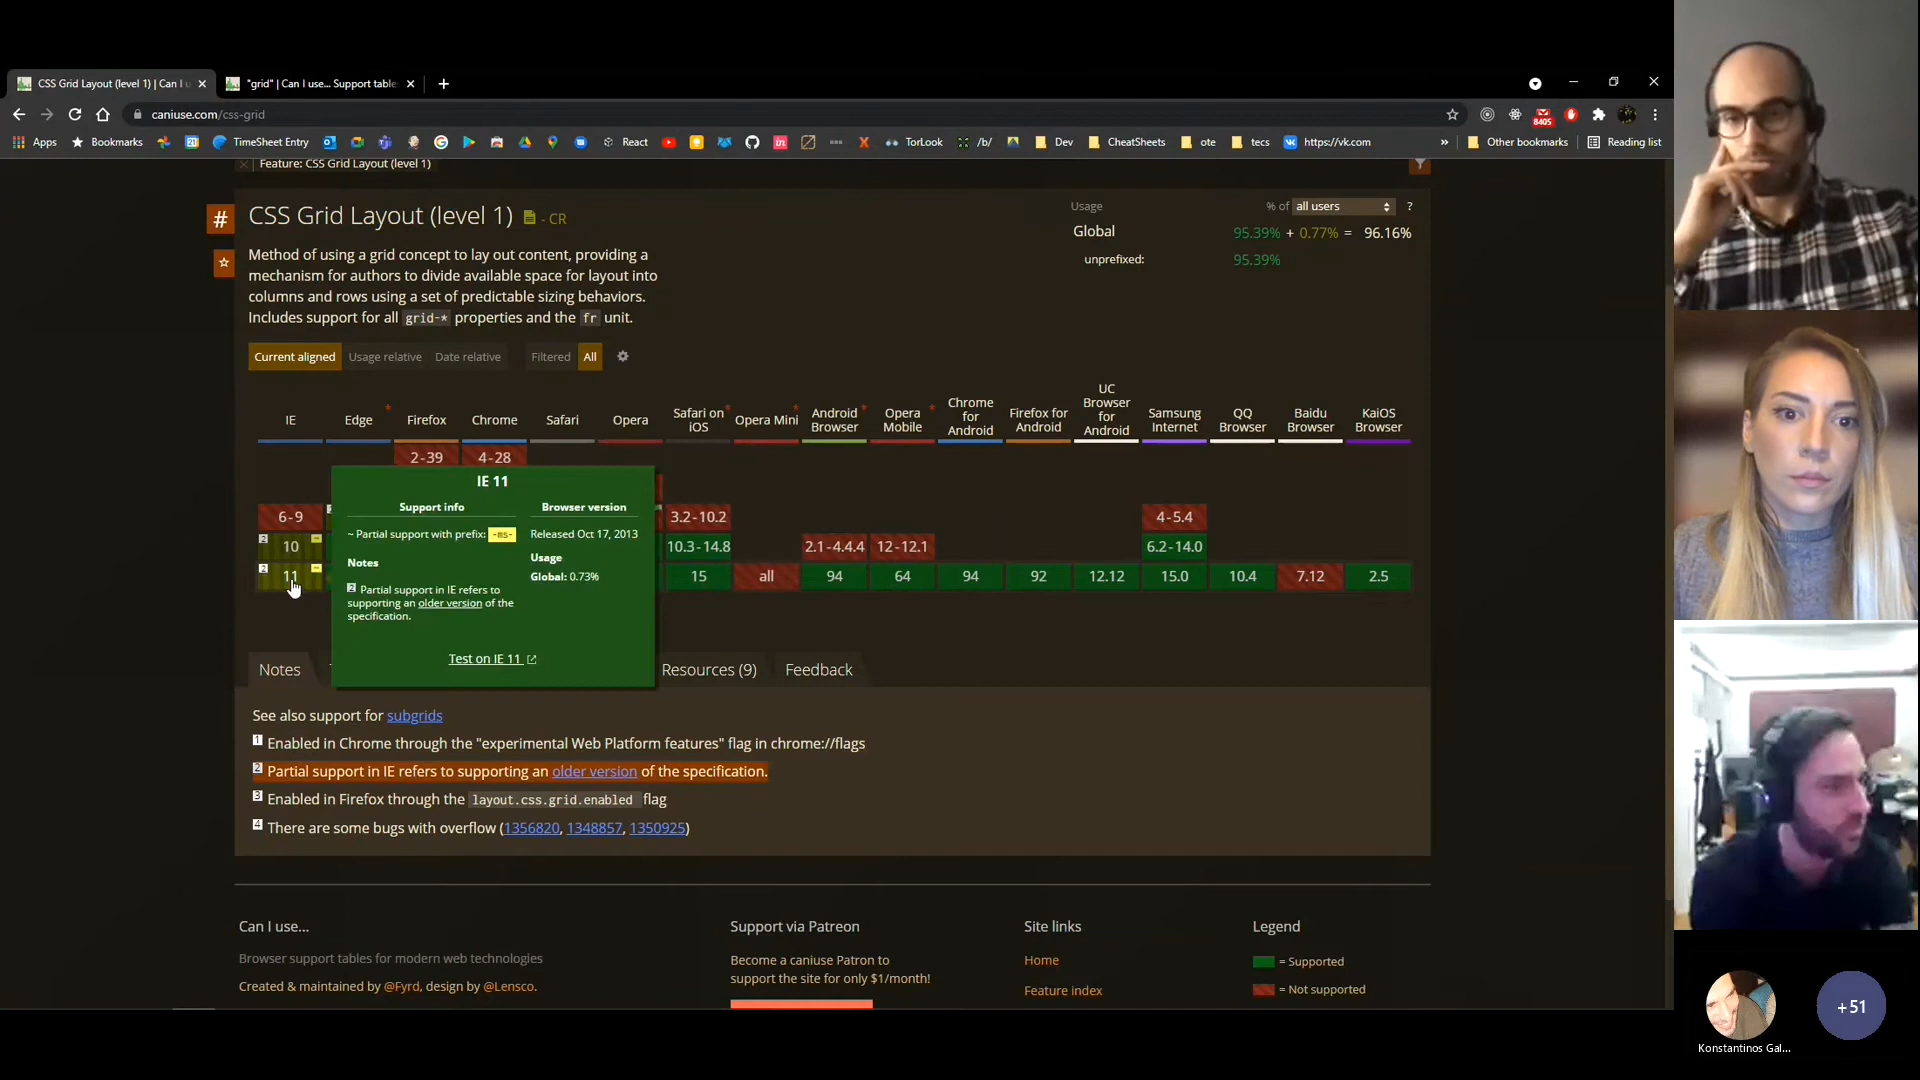 CSS Grid Layout (level 1) | Can I u
"grid" | Can I use... Support table
caniuse.com/css-grid
8405
Apps
Bookmarks
TimeSheet Entry
React
TorLook
/b/
Dev
CheatSheets
ote
tecs
https://vk.com
»
Other bookmarks
Reading list
Feature: CSS Grid Layout (level 1)
# CSS Grid Layout (level 1) - CR
Usage % of all users ?
Global 95.39% + 0.77% = 96.16%
unprefixed: 95.39%
Method of using a grid concept to lay out content, providing a
mechanism for authors to divide available space for layout into
columns and rows using a set of predictable sizing behaviors.
Includes support for all grid-* properties and the fr unit.
Current aligned Usage relative Date relative Filtered All
IE Edge * Firefox Chrome Safari Opera Safari on iOS * Opera Mini * Android Browser * Opera Mobile * Chrome for Android Firefox for Android UC Browser for Android Samsung Internet QQ Browser Baidu Browser KaiOS Browser
2-39 4-28
6-9 3.2-10.2 4-5.4
2 10 10.3-14.8 2.1-4.4.4 12-12.1 6.2-14.0
2 11 15 all 94 64 94 92 12.12 15.0 10.4 7.12 2.5
IE 11
Support info
~ Partial support with prefix: -ms-
Notes
2 Partial support in IE refers to
supporting an older version of the
specification.
Browser version
Released Oct 17, 2013
Usage
Global: 0.73%
Test on IE 11
Notes Resources (9) Feedback
See also support for subgrids
1 Enabled in Chrome through the "experimental Web Platform features" flag in chrome://flags
2 Partial support in IE refers to supporting an older version of the specification.
3 Enabled in Firefox through the layout.css.grid.enabled flag
4 There are some bugs with overflow (1356820, 1348857, 1350925)
Can I use...
Browser support tables for modern web technologies
Created & maintained by @Fyrd, design by @Lensco.
Support via Patreon
Become a caniuse Patron to
support the site for only $1/month!
Site links
Home
Feature index
Legend
= Supported
= Not supported
Konstantinos Gal...
+51